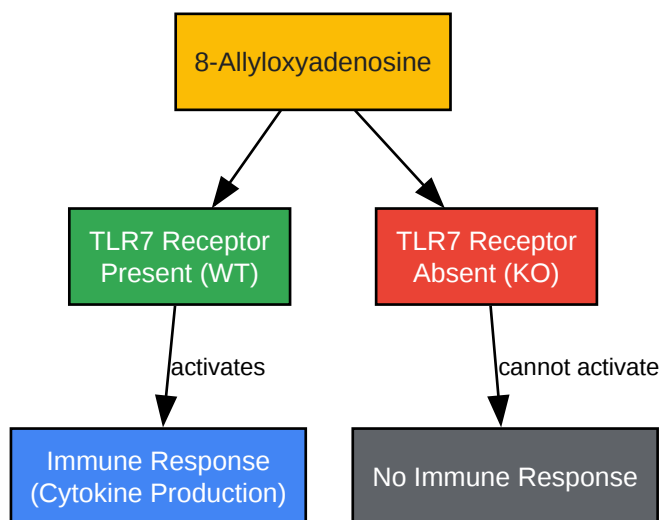 8-Allyloxyadenosine
TLR7 Receptor
Present (WT)
TLR7 Receptor
Absent (KO)
activates
cannot activate
Immune Response
(Cytokine Production)
No Immune Response